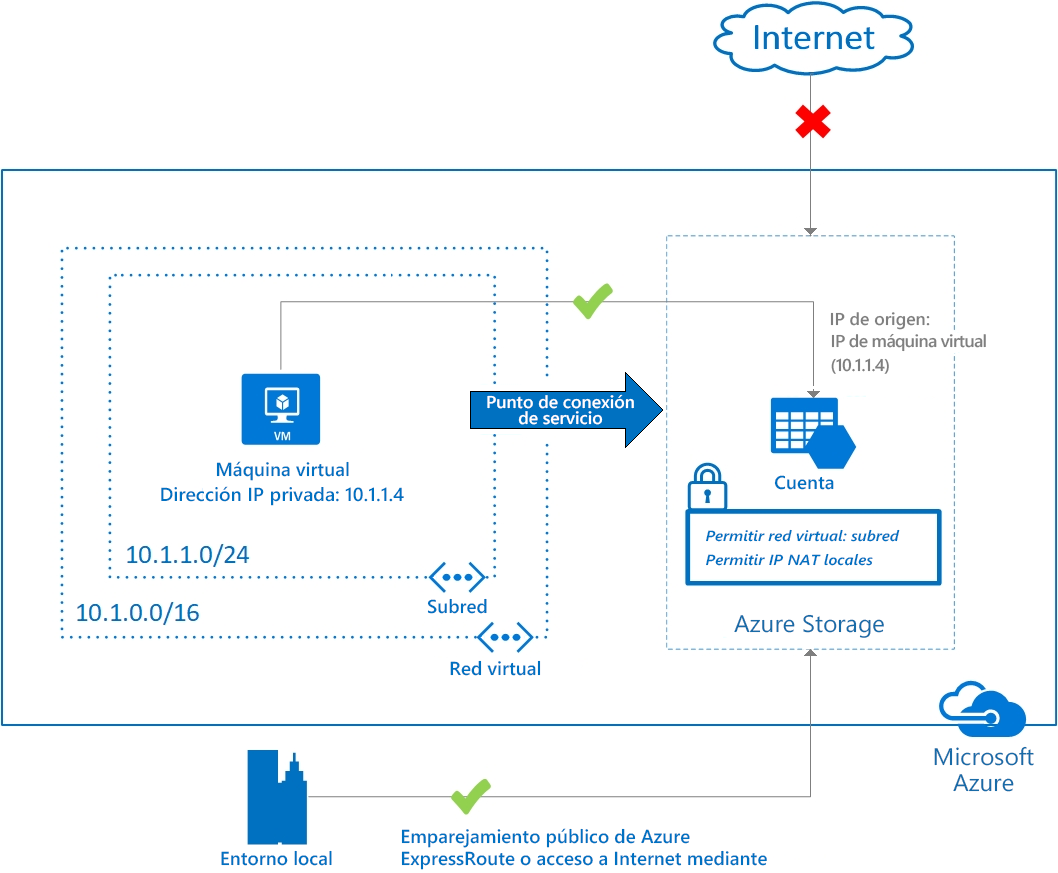 Internet
IP de origen:
IP de máquina virtual
(10.1.1.4)
Punto de conexión
de servicio
VM
Máquina virtual
Dirección IP privada: 10.1.1.4
Cuenta
Permitir red virtual: subred
Permitir IP NAT locales
10.1.1.0/24
Subred
10.1.0.0/16
Azure Storage
Red virtual
Microsoft
Azure
Emparejamiento público de Azure
ExpressRoute o acceso a Internet mediante
Entorno local